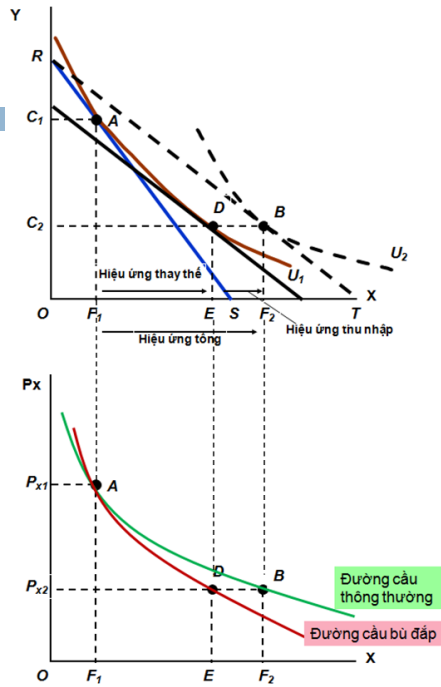 Y
R
C1
A
C2
D
B
U2
U1
Hiệu ứng thay thế
X
O
F1
E
S
F2
T
Hiệu ứng thu nhập
Hiệu ứng tổng
Px
Px1
A
Px2
D
B
Đường cầu
thông thường
Đường cầu bù đắp
X
O
F1
E
F2